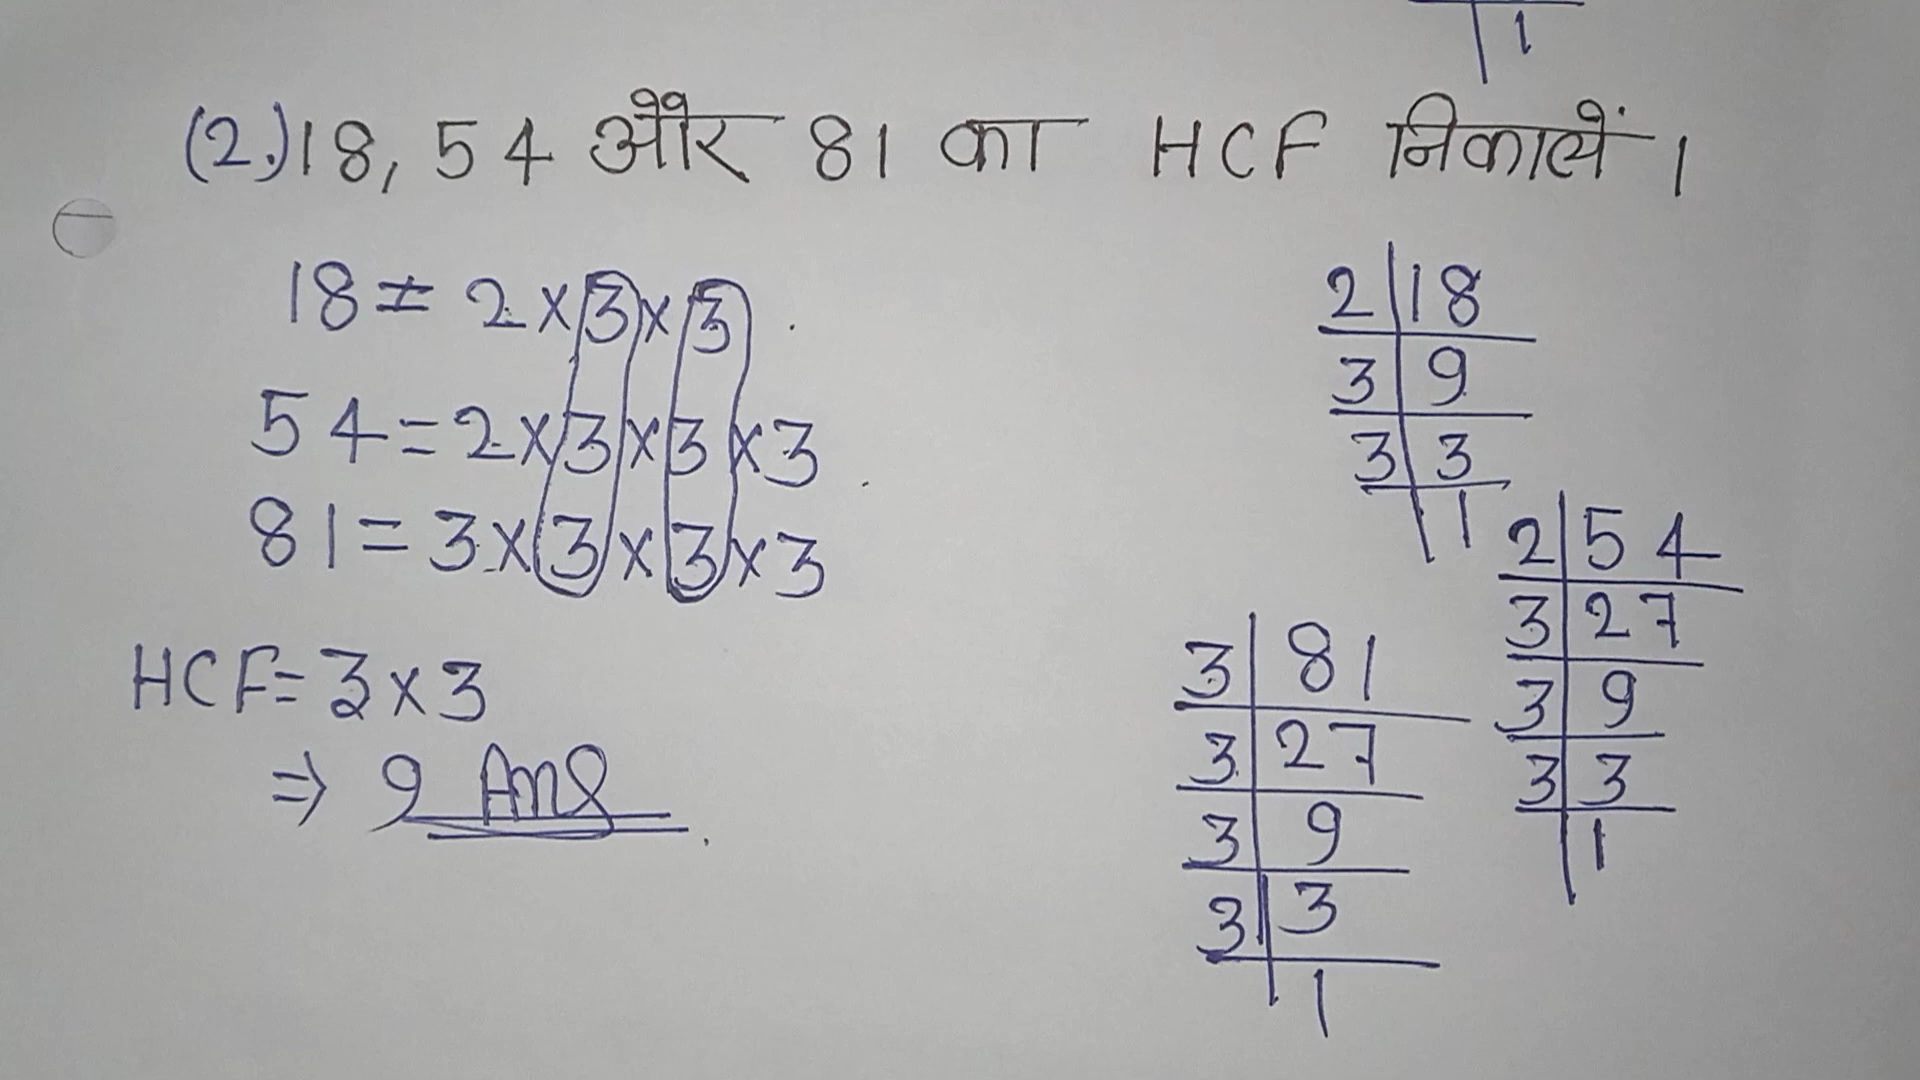 1
(2.) 18, 54 और 81 का HCF निकालें ।
18 = 2 × 3 × 3
54 = 2 × 3 × 3 × 3
81 = 3 × 3 × 3 × 3
HCF = 3 × 3
⇒ 9 Ans
2 | 18
3 | 9
3 | 3
1
2 | 54
3 | 27
3 | 9
3 | 3
1
3 | 81
3 | 27
3 | 9
3 | 3
1